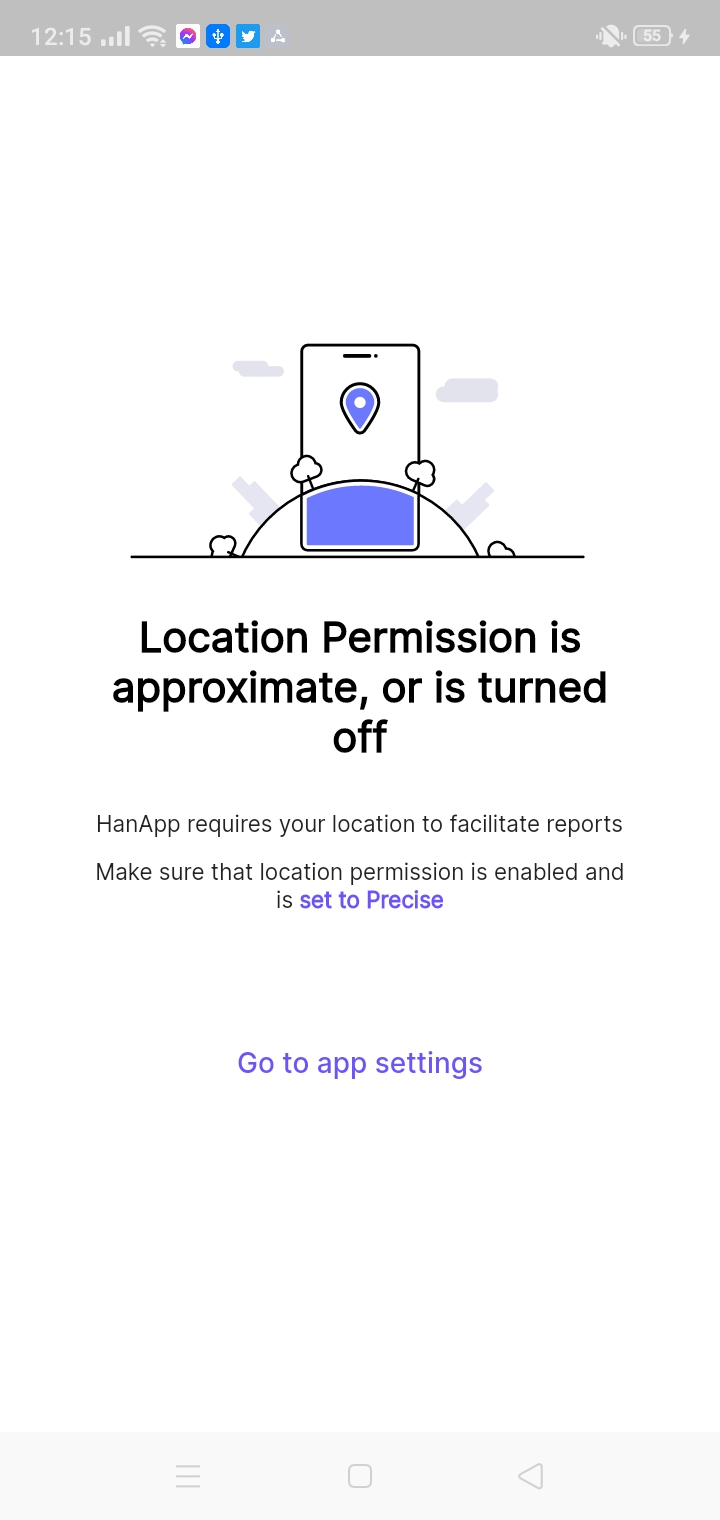 12:15
55
Location Permission is
approximate, or is turned
off
HanApp requires your location to facilitate reports
Make sure that location permission is enabled and
is set to Precise
Go to app settings